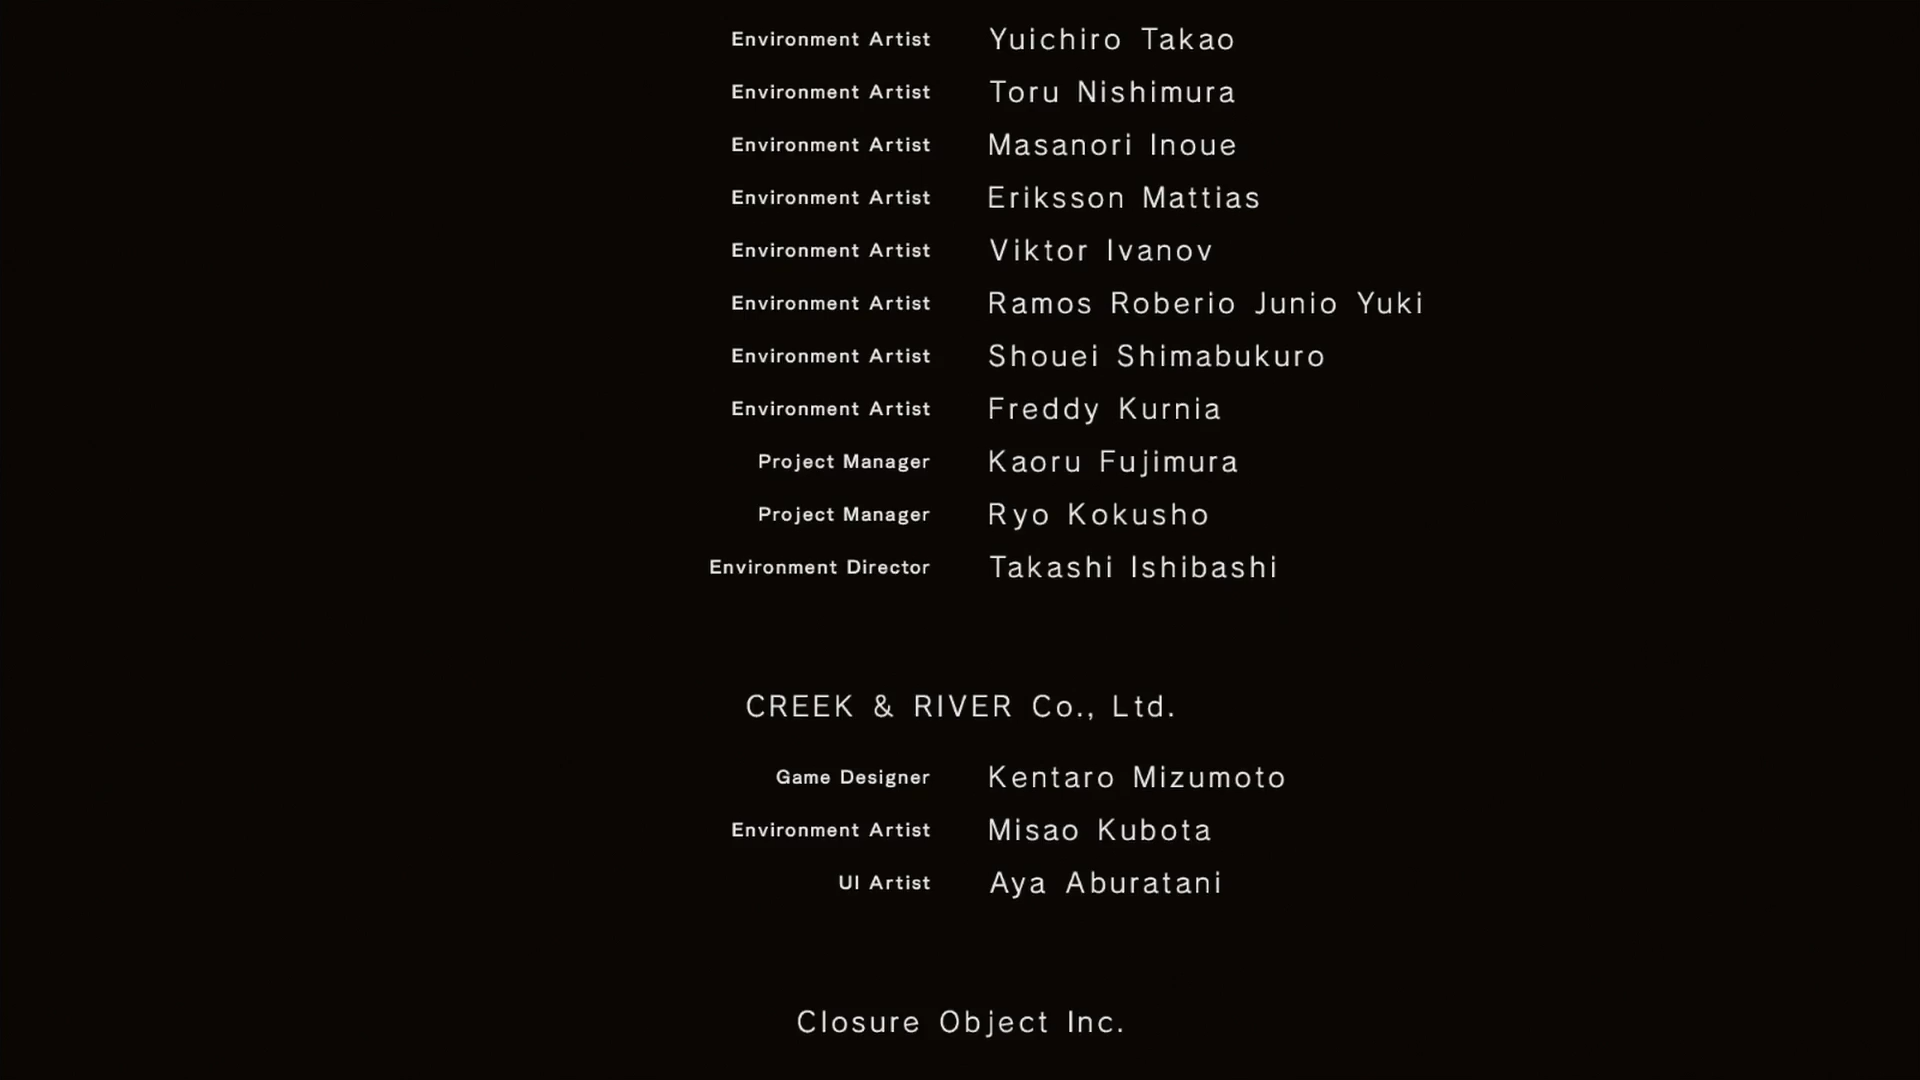 Environment Artist Yuichiro Takao
Environment Artist Toru Nishimura
Environment Artist Masanori Inoue
Environment Artist Eriksson Mattias
Environment Artist Viktor Ivanov
Environment Artist Ramos Roberio Junio Yuki
Environment Artist Shouei Shimabukuro
Environment Artist Freddy Kurnia
Project Manager Kaoru Fujimura
Project Manager Ryo Kokusho
Environment Director Takashi Ishibashi
CREEK & RIVER Co., Ltd.
Game Designer Kentaro Mizumoto
Environment Artist Misao Kubota
UI Artist Aya Aburatani
Closure Object Inc.